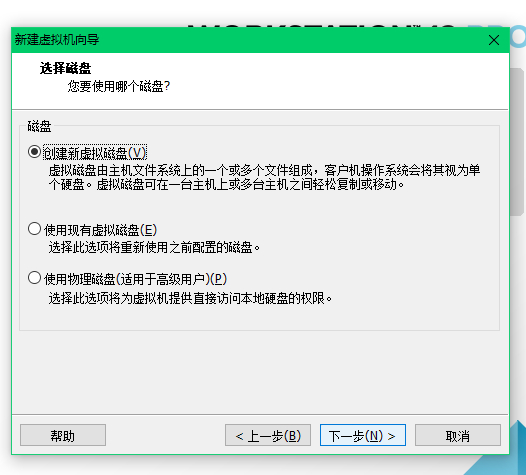 WORKSTATION™ 12 PRO
新建虚拟机向导
选择磁盘
您要使用哪个磁盘?
磁盘
创建新虚拟磁盘(V)
虚拟磁盘由主机文件系统上的一个或多个文件组成，客户机操作系统会将其视为单
个硬盘。虚拟磁盘可在一台主机上或多台主机之间轻松复制或移动。
使用现有虚拟磁盘(E)
选择此选项将重新使用之前配置的磁盘。
使用物理磁盘(适用于高级用户)(P)
选择此选项将为虚拟机提供直接访问本地硬盘的权限。
帮助
< 上一步(B)
下一步(N) >
取消